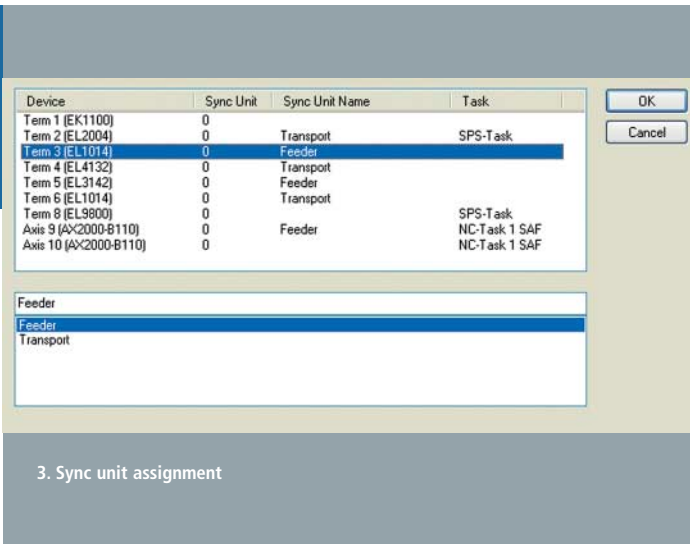 Device Sync Unit Sync Unit Name Task
Term 1 (EK1100) 0
Term 2 (EL2004) 0 Transport SPS-Task
Term 3 (EL1014) 0 Feeder
Term 4 (EL4132) 0 Transport
Term 5 (EL3142) 0 Feeder
Term 6 (EL1014) 0 Transport
Term 8 (EL9800) 0 SPS-Task
Axis 9 (AX2000-B110) 0 Feeder NC-Task 1 SAF
Axis 10 (AX2000-B110) 0 NC-Task 1 SAF
OK
Cancel
Feeder
Feeder
Transport
3. Sync unit assignment